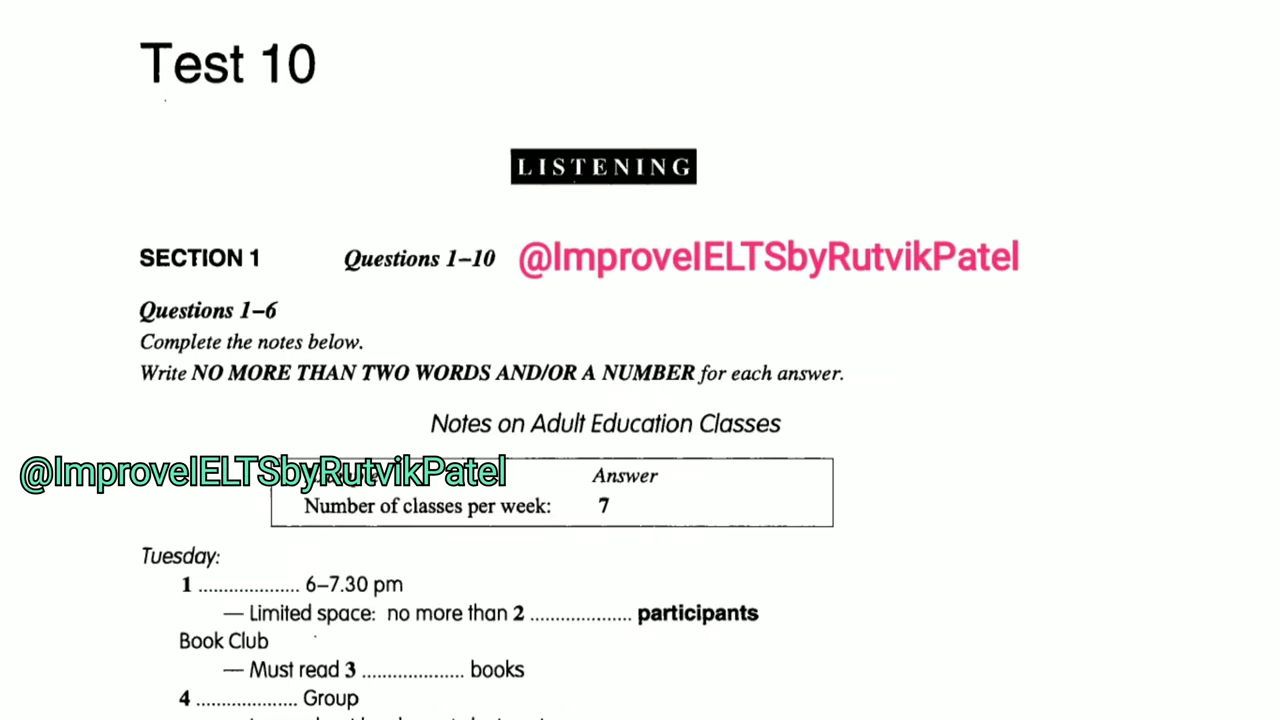 Test 10
LISTENING
SECTION 1 Questions 1–10 @ImproveIELTSbyRutvikPatel
Questions 1–6
Complete the notes below.
Write NO MORE THAN TWO WORDS AND/OR A NUMBER for each answer.
Notes on Adult Education Classes
@ImproveIELTSbyRutvikPatel Answer
Number of classes per week: 7
Tuesday:
1 .................... 6–7.30 pm
— Limited space: no more than 2 .................... participants
Book Club
— Must read 3 .................... books
4 .................... Group